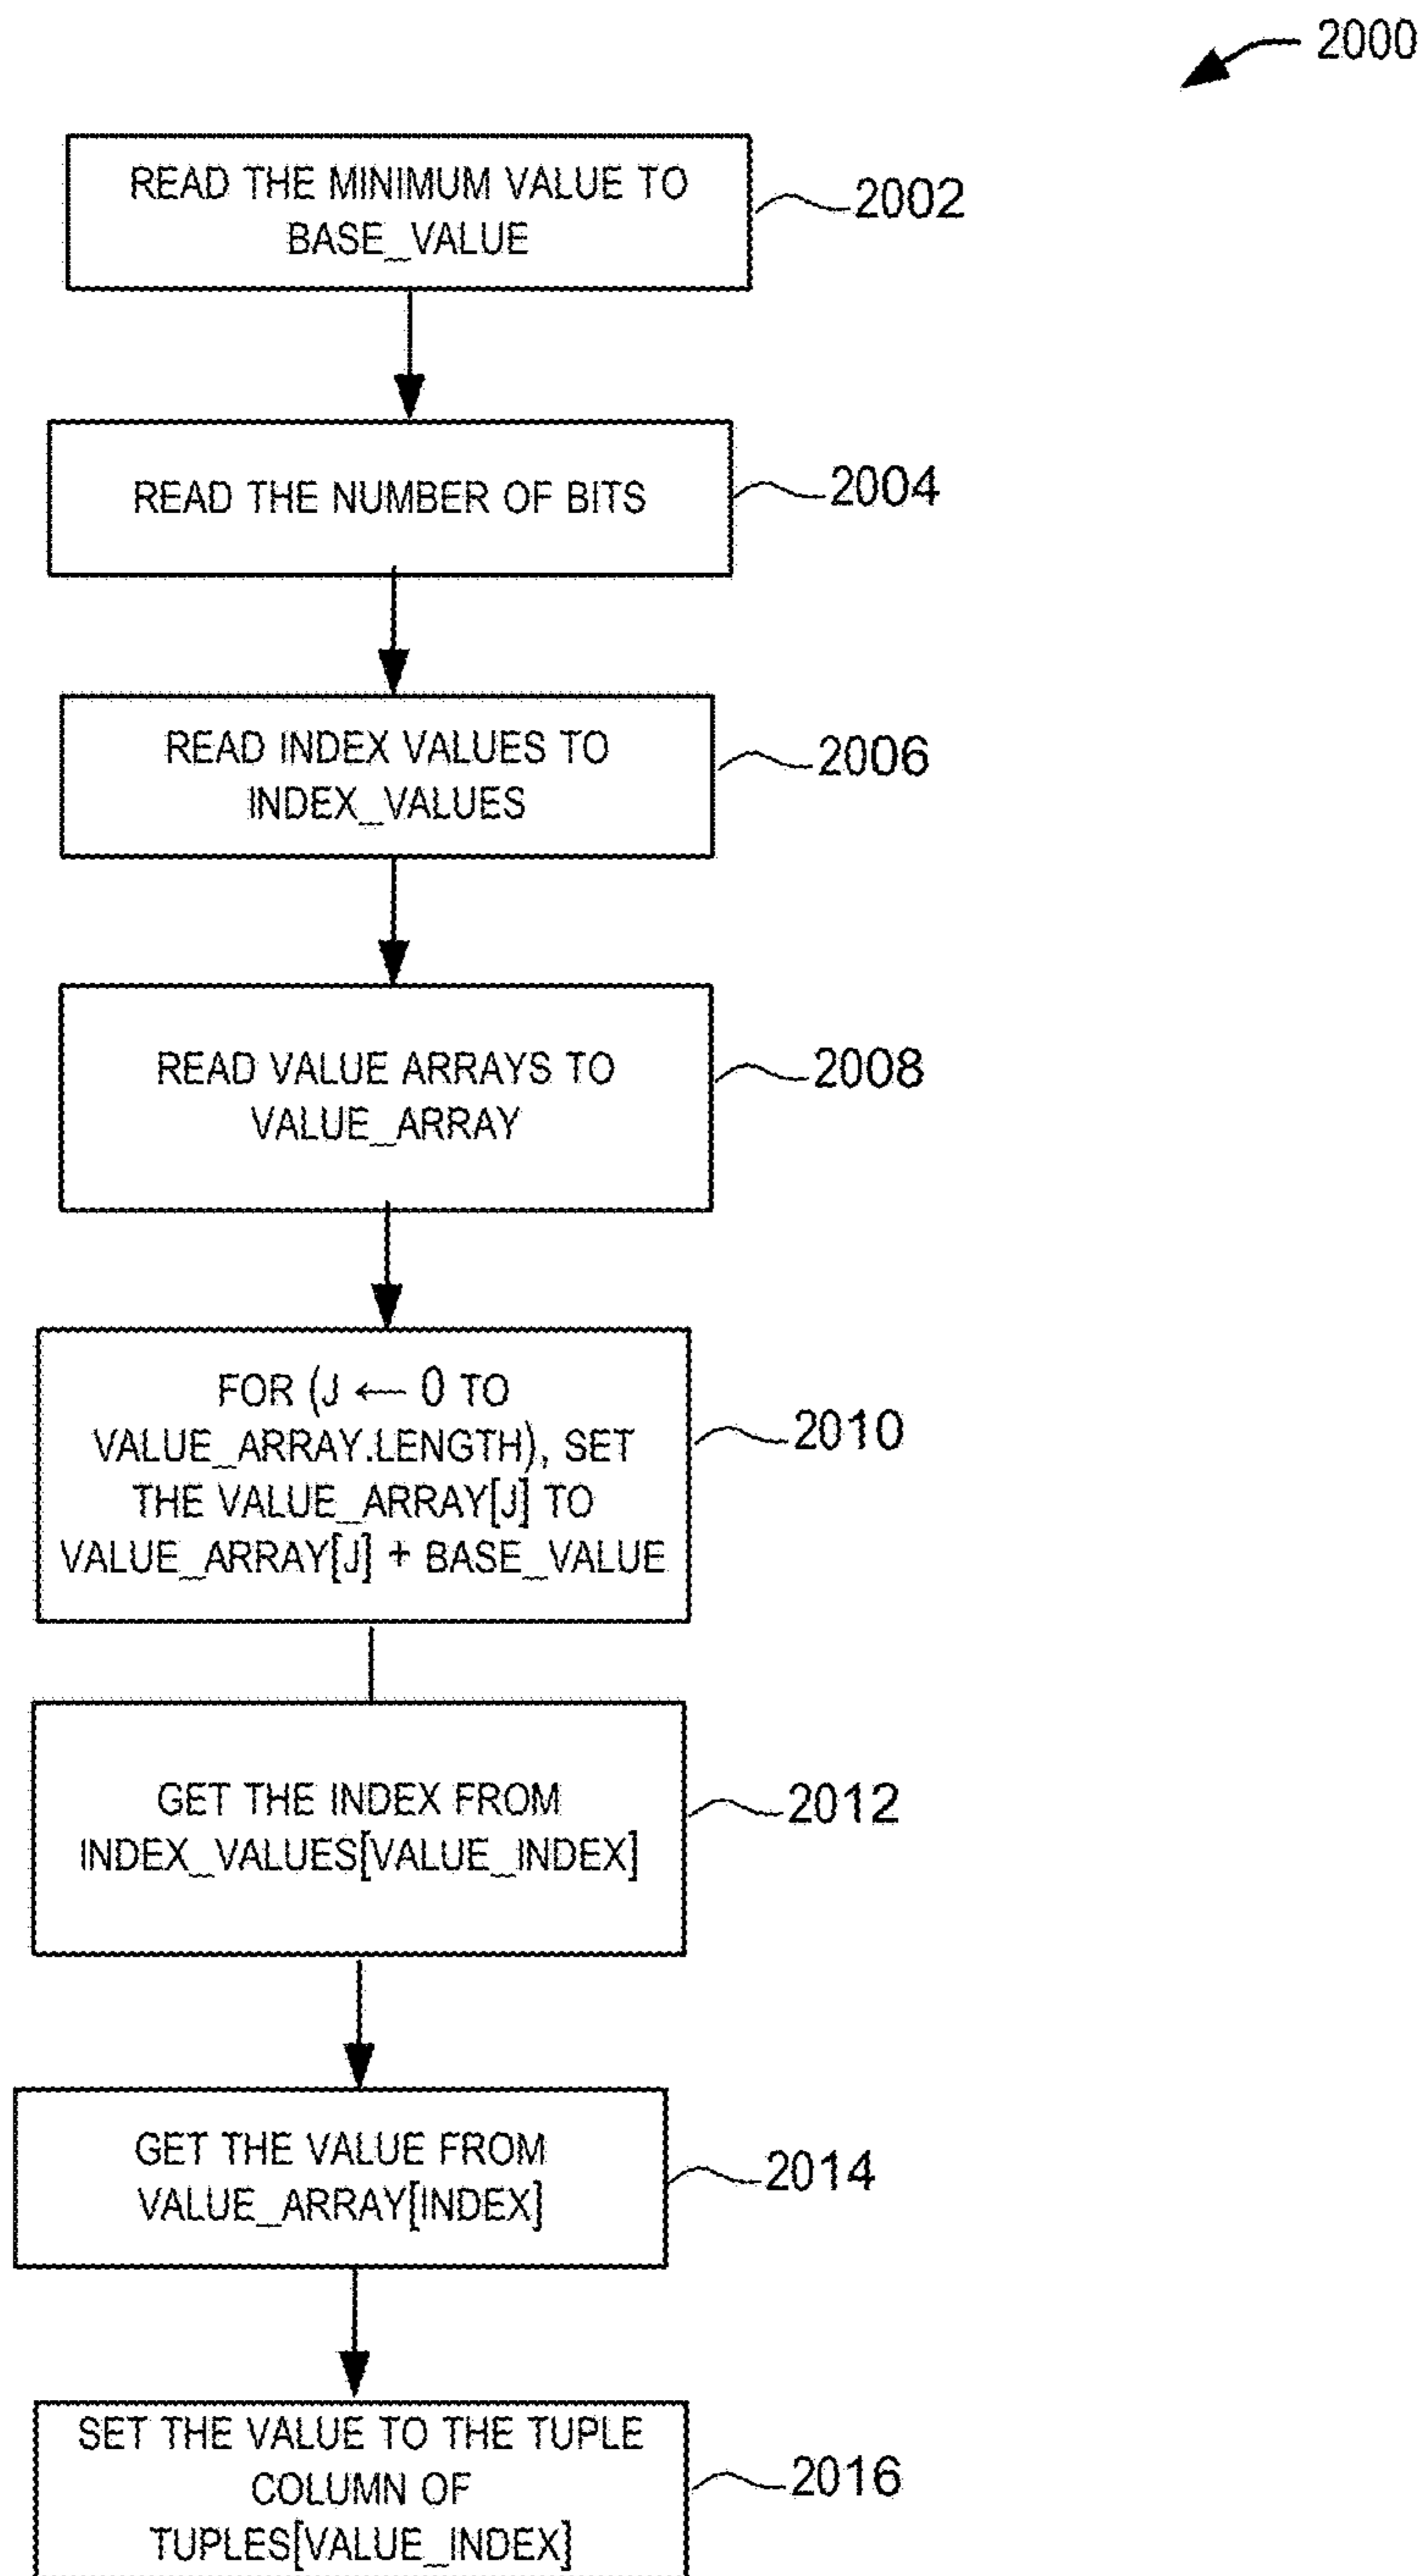 2000
READ THE MINIMUM VALUE TO
BASE_VALUE
2002
READ THE NUMBER OF BITS
2004
READ INDEX VALUES TO
INDEX_VALUES
2006
READ VALUE ARRAYS TO
VALUE_ARRAY
2008
FOR (J ← 0 TO
VALUE_ARRAY.LENGTH), SET
THE VALUE_ARRAY[J] TO
VALUE_ARRAY[J] + BASE_VALUE
2010
GET THE INDEX FROM
INDEX_VALUES[VALUE_INDEX]
2012
GET THE VALUE FROM
VALUE_ARRAY[INDEX]
2014
SET THE VALUE TO THE TUPLE
COLUMN OF
TUPLES[VALUE_INDEX]
2016